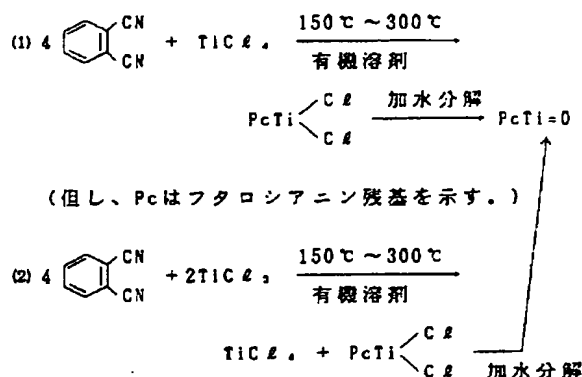 (1) 4 CN CN + TiCℓ₄ 150℃～300℃ 有機溶剤
PcTi Cℓ Cℓ 加水分解 PcTi=O
(但し、Pcはフタロシアニン残基を示す。)
(2) 4 CN CN + 2TiCℓ₃ 150℃～300℃ 有機溶剤
TiCℓ₄ + PcTi Cℓ Cℓ 加水分解